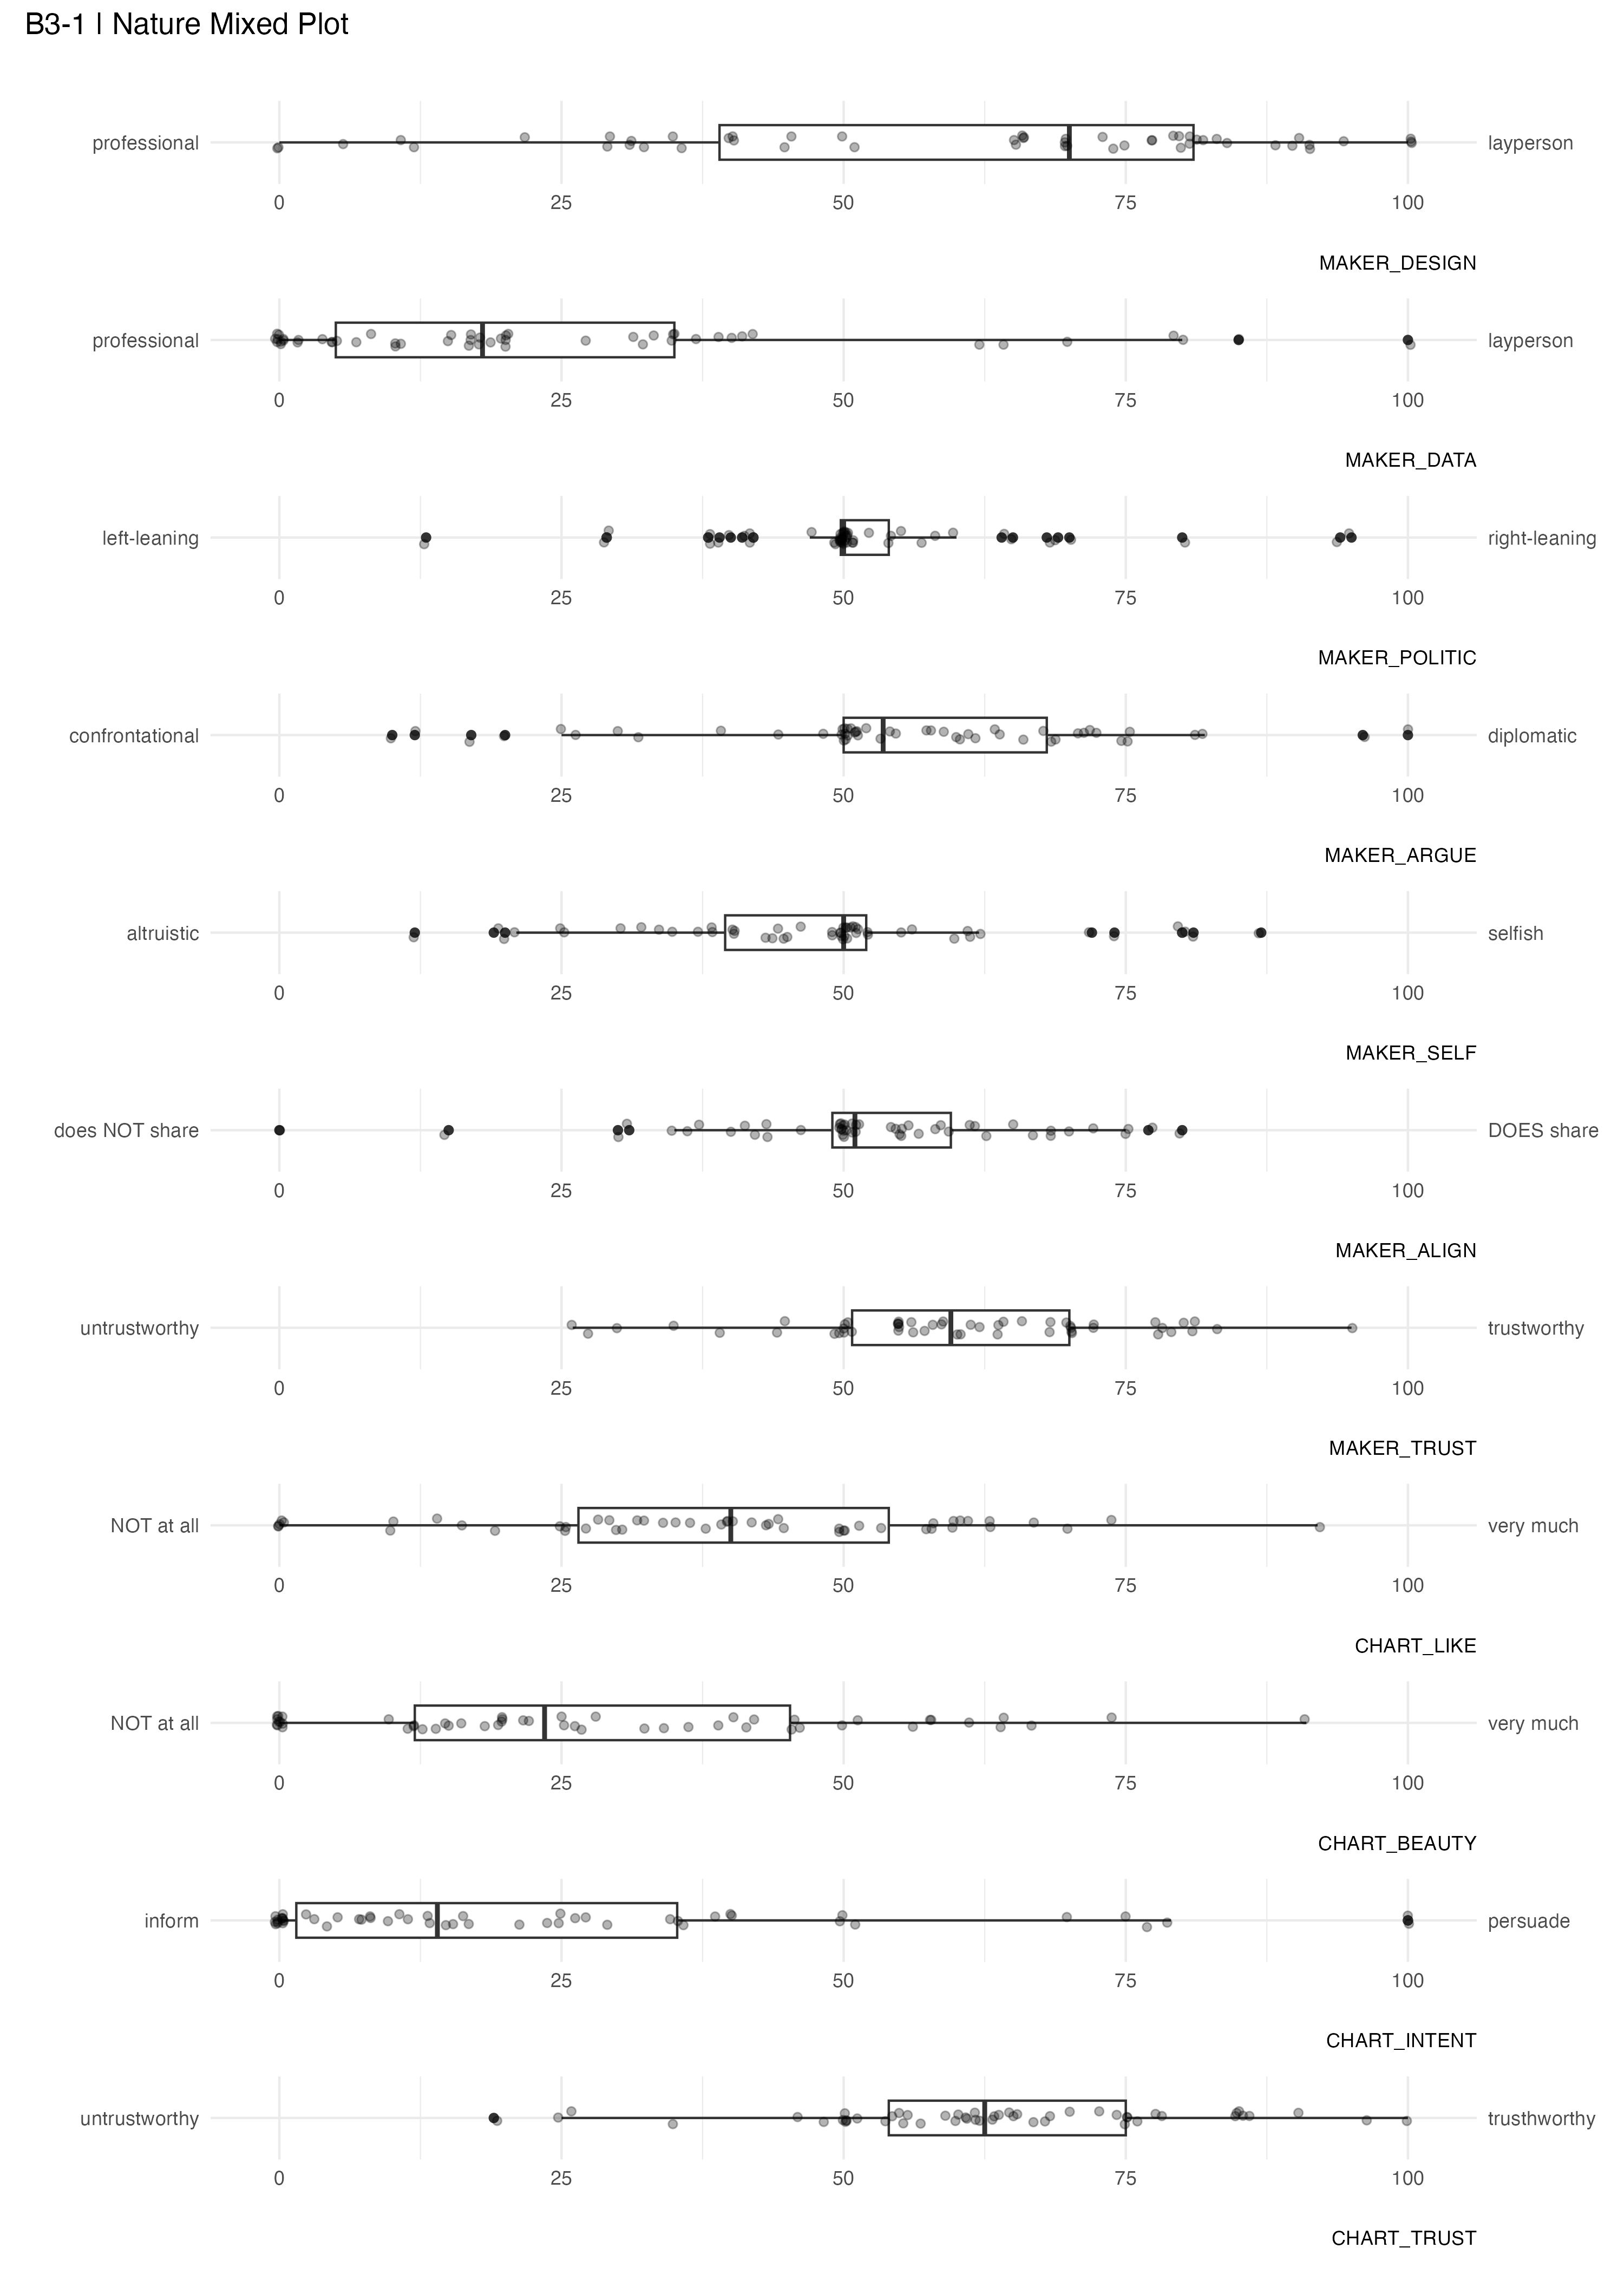 B3-1 | Nature Mixed Plot
professional layperson
0 25 50 75 100
MAKER_DESIGN
professional layperson
0 25 50 75 100
MAKER_DATA
left-leaning right-leaning
0 25 50 75 100
MAKER_POLITIC
confrontational diplomatic
0 25 50 75 100
MAKER_ARGUE
altruistic selfish
0 25 50 75 100
MAKER_SELF
does NOT share DOES share
0 25 50 75 100
MAKER_ALIGN
untrustworthy trustworthy
0 25 50 75 100
MAKER_TRUST
NOT at all very much
0 25 50 75 100
CHART_LIKE
NOT at all very much
0 25 50 75 100
CHART_BEAUTY
inform persuade
0 25 50 75 100
CHART_INTENT
untrustworthy trusthworthy
0 25 50 75 100
CHART_TRUST